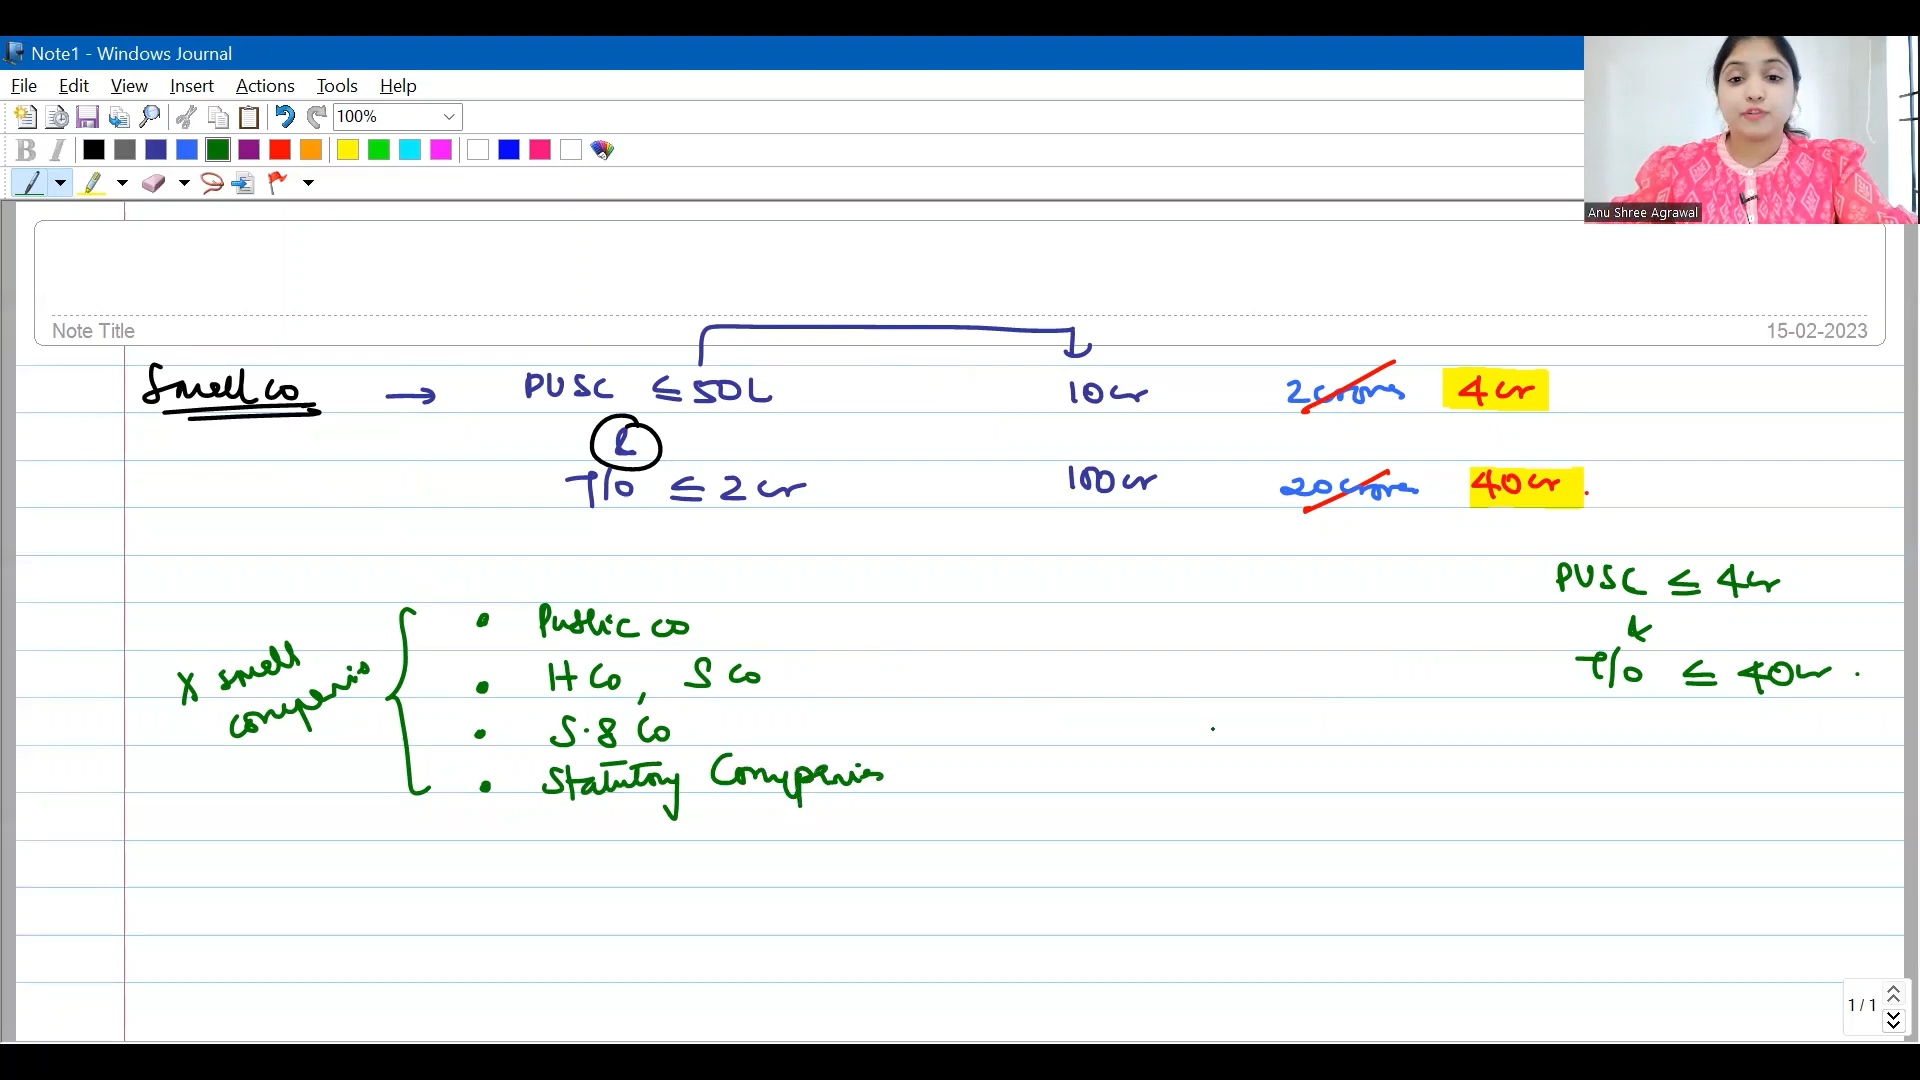 Note1 - Windows Journal
File Edit View Insert Actions Tools Help
100%
B I
Anu Shree Agrawal
Note Title
15-02-2023
Small co → PUSC ≤ 50L 10cr 2crores 4cr
&
T/o ≤ 2cr 100cr 20crores 40cr.
PUSC ≤ 4cr
&
T/o ≤ 40cr.
X small companies
• Public co
• H Co, S Co
• S.8 Co
• Statutory Companies
1 / 1